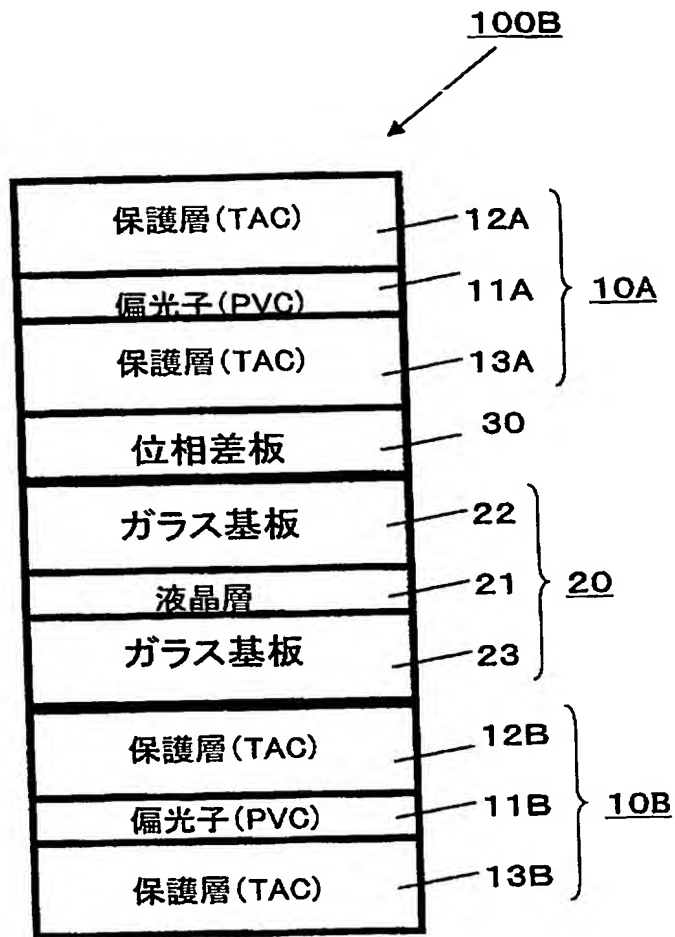 100B
保護層(TAC) 12A
偏光子(PVC) 11A 10A
保護層(TAC) 13A
位相差板 30
ガラス基板 22
液晶層 21 20
ガラス基板 23
保護層(TAC) 12B
偏光子(PVC) 11B 10B
保護層(TAC) 13B